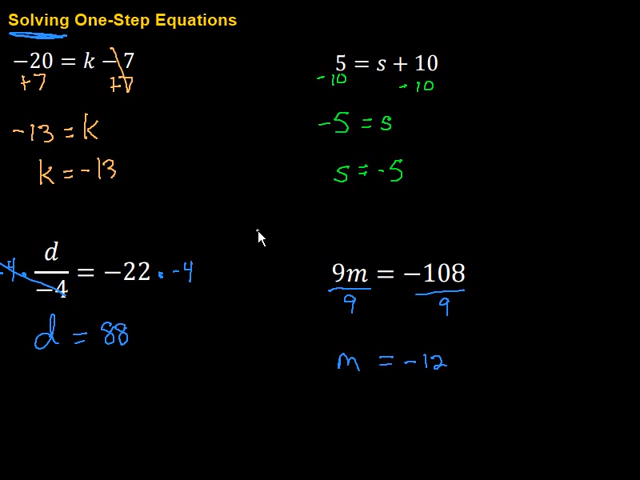 Solving One-Step Equations
−20 = k − 7
+7 +7
-13 = k
k = -13
5 = s + 10
-10 -10
-5 = s
s = -5
-4 · d/−4 = −22 · -4
d = 88
9m = −108
9 9
m = -12